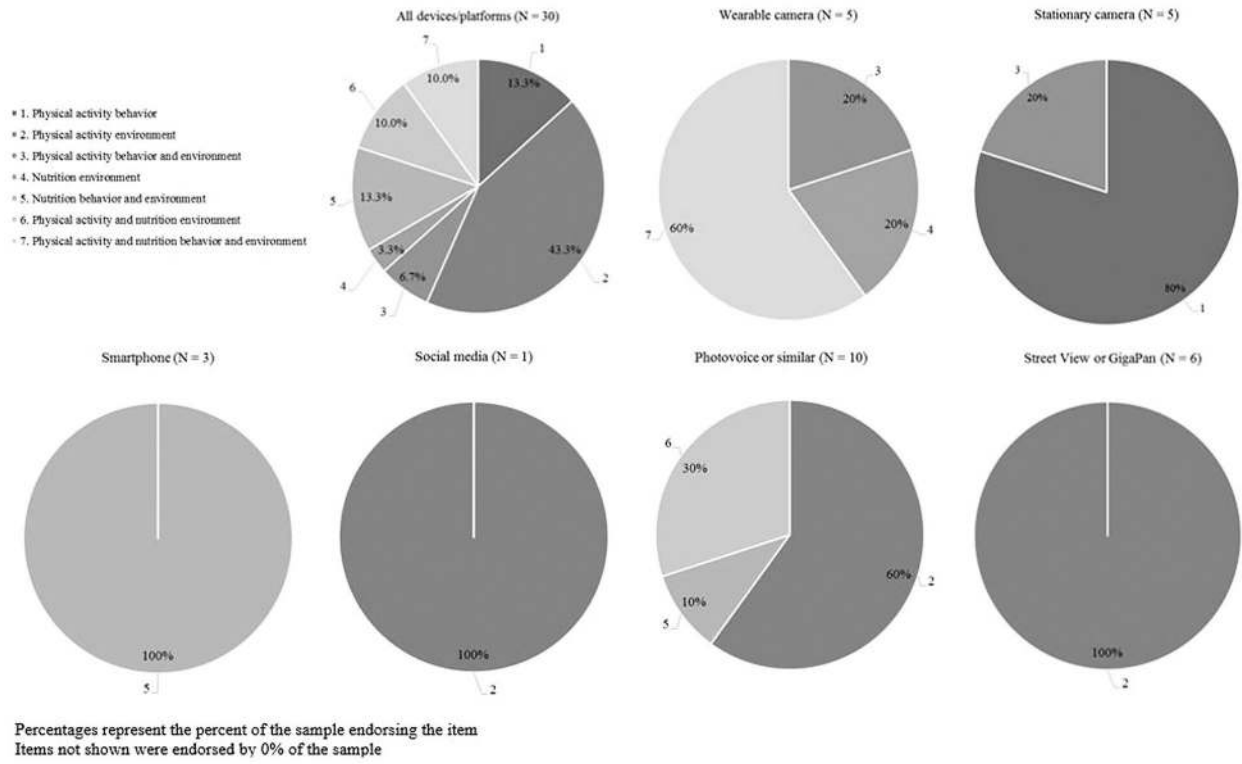 All devices/platforms (N = 30)
7
1
10.0%
13.3%
6
10.0%
5
13.3%
3.3%
4
6.7%
3
43.3%
2
Wearable camera (N = 5)
3
20%
7
60%
20%
4
Stationary camera (N = 5)
3
20%
80%
1
1. Physical activity behavior
2. Physical activity environment
3. Physical activity behavior and environment
4. Nutrition environment
5. Nutrition behavior and environment
6. Physical activity and nutrition environment
7. Physical activity and nutrition behavior and environment
Smartphone (N = 3)
100%
5
Social media (N = 1)
100%
2
Photovoice or similar (N = 10)
6
30%
60%
2
10%
5
Street View or GigaPan (N = 6)
100%
2
Percentages represent the percent of the sample endorsing the item
Items not shown were endorsed by 0% of the sample